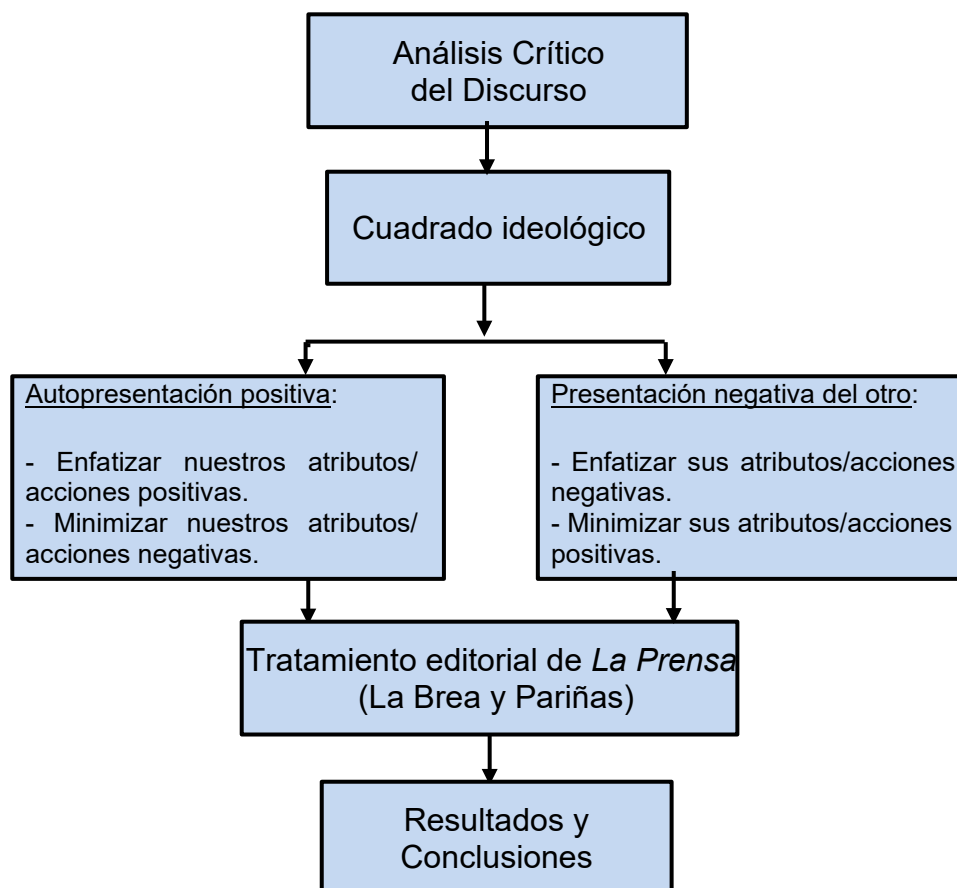 Análisis Crítico
del Discurso
Cuadrado ideológico
Autopresentación positiva:
- Enfatizar nuestros atributos/
acciones positivas.
- Minimizar nuestros atributos/
acciones negativas.
Presentación negativa del otro:
- Enfatizar sus atributos/acciones
negativas.
- Minimizar sus atributos/acciones
positivas.
Tratamiento editorial de La Prensa
(La Brea y Pariñas)
Resultados y
Conclusiones